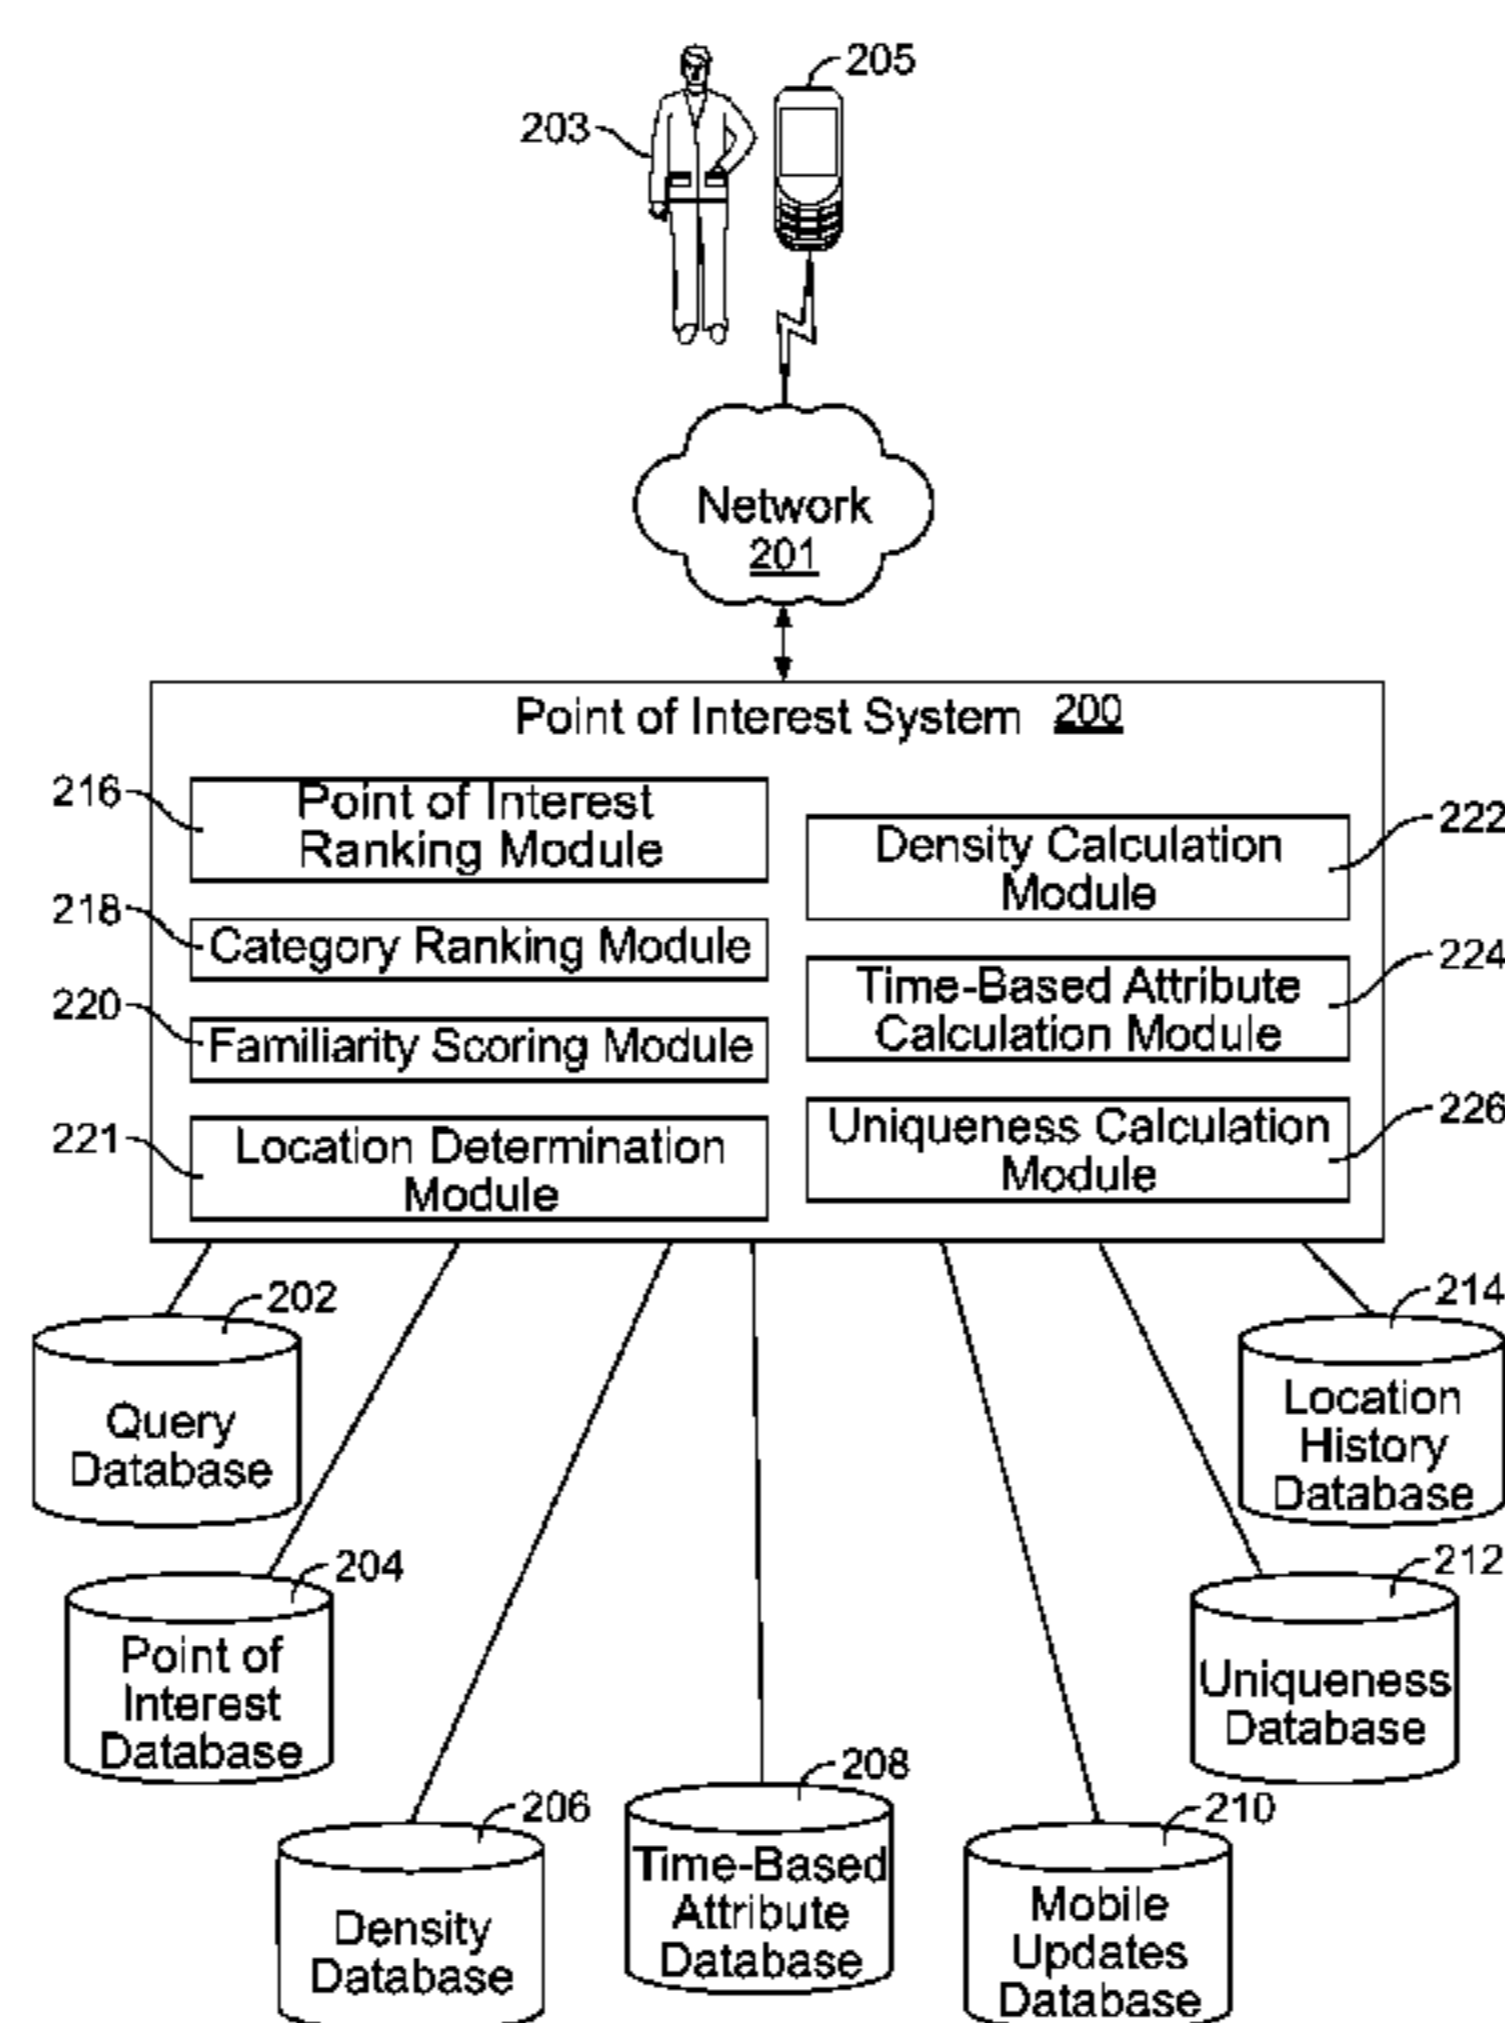 205
203
Network
201
Point of Interest System 200
216
Point of Interest
Ranking Module
218
Category Ranking Module
220
Familiarity Scoring Module
221
Location Determination
Module
222
Density Calculation
Module
224
Time-Based Attribute
Calculation Module
226
Uniqueness Calculation
Module
202
Query
Database
214
Location
History
Database
204
Point of
Interest
Database
212
Uniqueness
Database
206
Density
Database
208
Time-Based
Attribute
Database
210
Mobile
Updates
Database